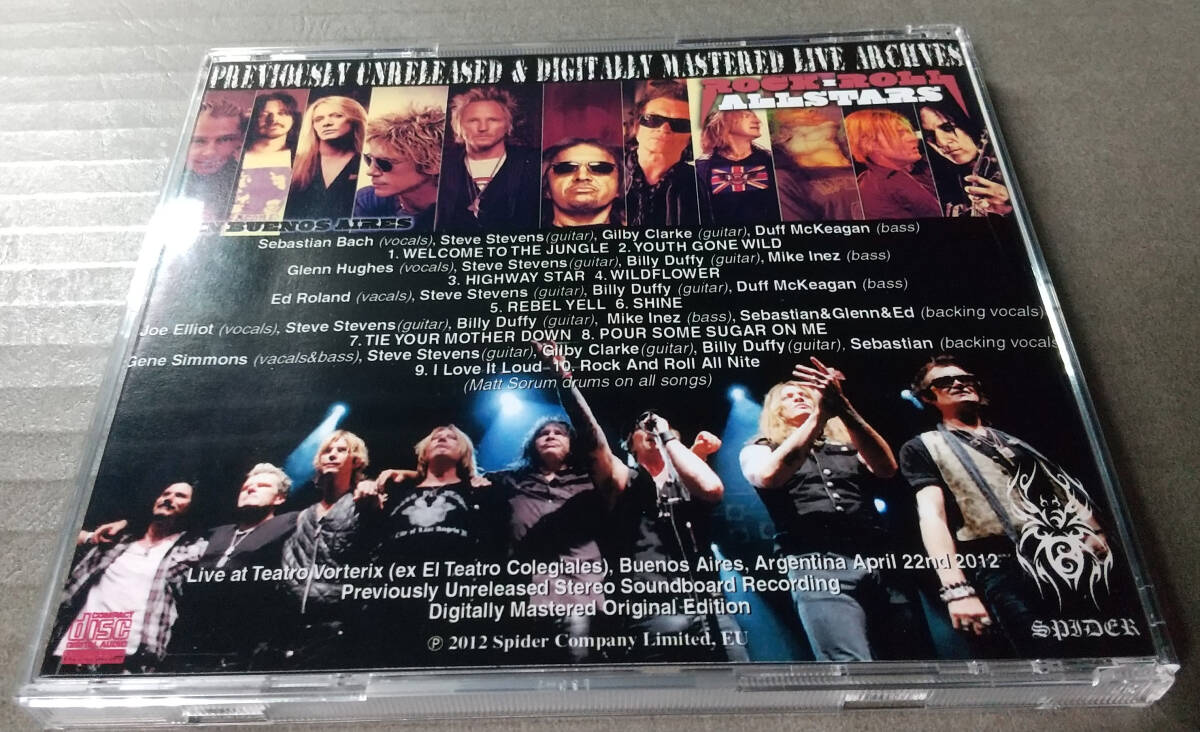 PREVIOUSLY UNRELEASED & DIGITALLY MASTERED LIVE ARCHIVES
ROCK N ROLL
ALLSTARS
BUENOS AIRES
Sebastian Bach (vocals), Steve Stevens (guitar), Gilby Clarke (guitar), Duff McKeagan (bass)
1. WELCOME TO THE JUNGLE 2. YOUTH GONE WILD
Glenn Hughes (vocals), Steve Stevens (guitar), Billy Duffy (guitar), Mike Inez (bass)
3. HIGHWAY STAR 4. WILDFLOWER
Ed Roland (vacals), Steve Stevens (guitar), Billy Duffy (guitar), Duff McKeagan (bass)
5. REBEL YELL 6. SHINE
Joe Elliot (vocals), Steve Stevens (guitar), Billy Duffy (guitar), Mike Inez (bass), Sebastian&Glenn&Ed (backing vocals)
7. TIE YOUR MOTHER DOWN 8. POUR SOME SUGAR ON ME
Gene Simmons (vacals&bass), Steve Stevens (guitar), Gilby Clarke (guitar), Billy Duffy (guitar), Sebastian (backing vocals
9. I Love It Loud 10. Rock And Roll All Nite
(Matt Sorum drums on all songs)
Live at Teatro Vorterix (ex El Teatro Colegiales), Buenos Aires, Argentina April 22nd 2012
Previously Unreleased Stereo Soundboard Recording
Digitally Mastered Original Edition
℗ 2012 Spider Company Limited, EU
COMPACT
disc
DIGITAL AUDIO
SPIDER